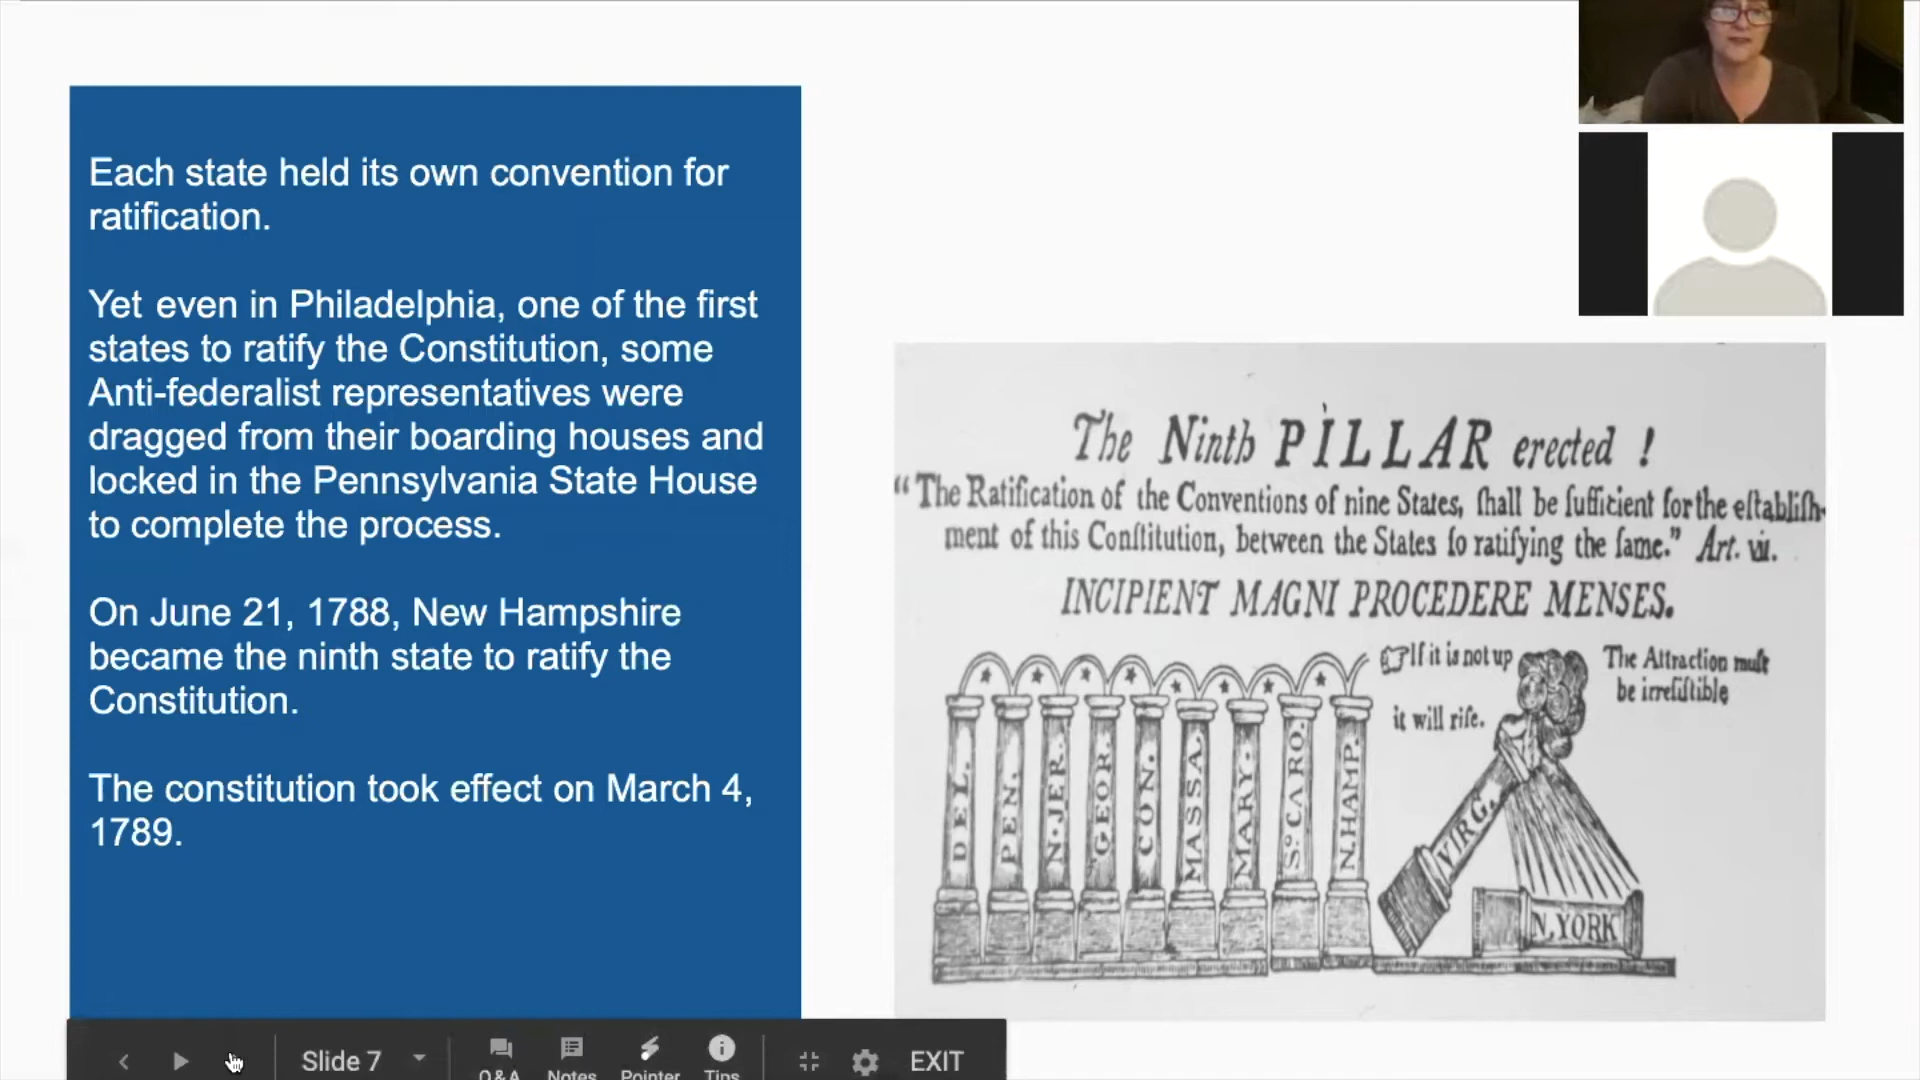 Each state held its own convention for
ratification.
Yet even in Philadelphia, one of the first
states to ratify the Constitution, some
Anti-federalist representatives were
dragged from their boarding houses and
locked in the Pennsylvania State House
to complete the process.
On June 21, 1788, New Hampshire
became the ninth state to ratify the
Constitution.
The constitution took effect on March 4,
1789.
The Ninth PILLAR erected !
“The Ratification of the Conventions of nine States, ſhall be ſufficient for the eſtabliſh-
ment of this Conſtitution, between the States ſo ratifying the ſame.” Art. vii.
INCIPIENT MAGNI PROCEDERE MENSES.
☞If it is not up
it will riſe.
The Attraction muſt
be irreſiſtible
DEL.
PEN.
N.JER.
GEOR.
CON.
MASSA.
MARY.
So. CARO.
N.HAMP.
VIRG.
N.YORK
Slide 7
Q&A
Notes
Pointer
Tips
EXIT